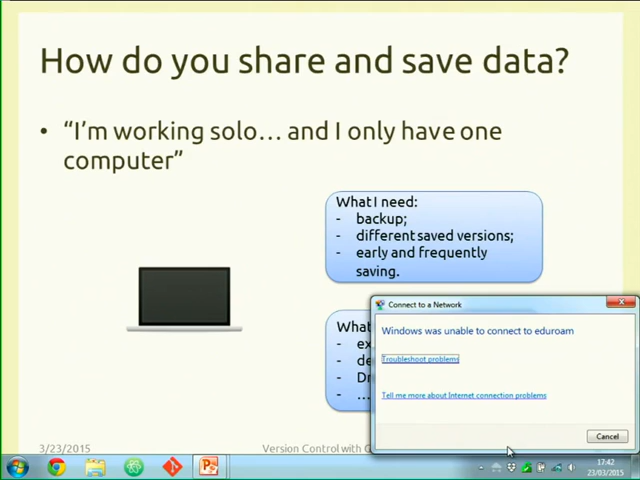 How do you share and save data?
• “I’m working solo… and I only have one
computer”
What I need:
- backup;
- different saved versions;
- early and frequently
saving.
Connect to a Network
Windows was unable to connect to eduroam
Troubleshoot problems
Tell me more about Internet connection problems
Cancel
What
- ex
- de
- Dr
- …
3/23/2015
Version Control with G
17:42
23/03/2015